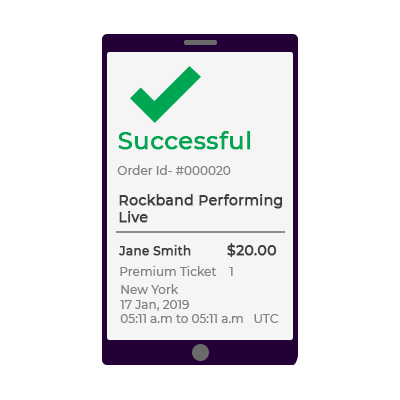 Successful
Order Id- #000020
Rockband Performing
Live
Jane Smith $20.00
Premium Ticket 1
New York
17 Jan, 2019
05:11 a.m to 05:11 a.m UTC